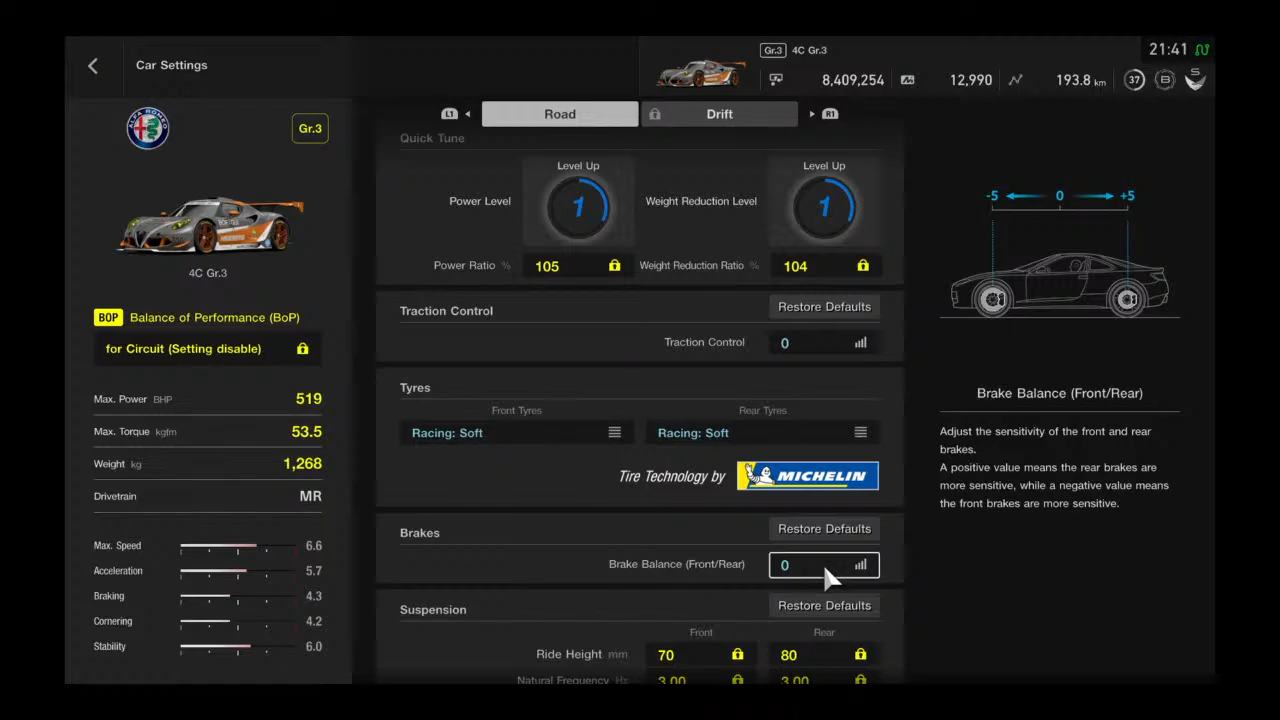 Car Settings
Gr.3 4C Gr.3
21:41
8,409,254
12,990
193.8 km
37
B
S
ALFA ROMEO
Gr.3
4C Gr.3
BOP Balance of Performance (BoP)
for Circuit (Setting disable)
Max. Power BHP 519
Max. Torque kgfm 53.5
Weight kg 1,268
Drivetrain MR
Max. Speed 6.6
Acceleration 5.7
Braking 4.3
Cornering 4.2
Stability 6.0
L1 Road Drift R1
Quick Tune
Level Up Level Up
Power Level 1 Weight Reduction Level 1
Power Ratio % 105 Weight Reduction Ratio % 104
Traction Control Restore Defaults
Traction Control 0
Tyres
Front Tyres Rear Tyres
Racing: Soft Racing: Soft
Tire Technology by MICHELIN
Brakes Restore Defaults
Brake Balance (Front/Rear) 0
Suspension Restore Defaults
Front Rear
Ride Height mm 70 80
Natural Frequency Hz 3.00 3.00
-5 0 +5
Brake Balance (Front/Rear)
Adjust the sensitivity of the front and rear
brakes.
A positive value means the rear brakes are
more sensitive, while a negative value means
the front brakes are more sensitive.